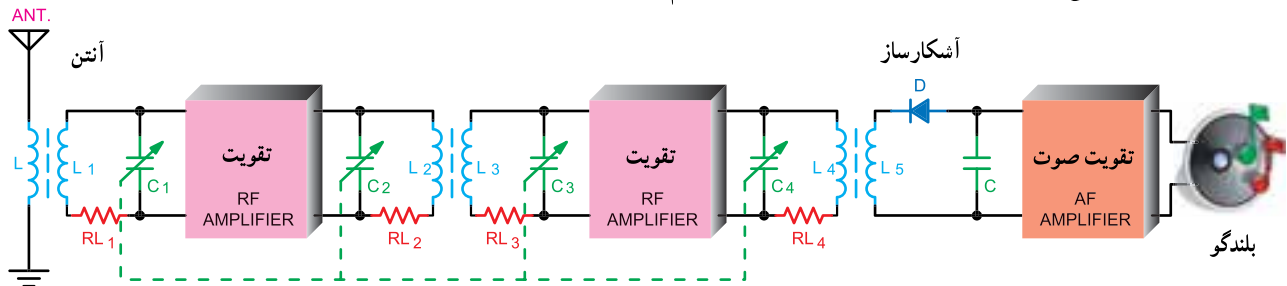 ANT.
آنتن
آشکارساز
D
L
L 1
C 1
تقویت
RF
AMPLIFIER
C 2
L 2
L 3
C 3
تقویت
RF
AMPLIFIER
C 4
L 4
L 5
C
تقویت صوت
AF
AMPLIFIER
RL 1
RL 2
RL 3
RL 4
بلندگو